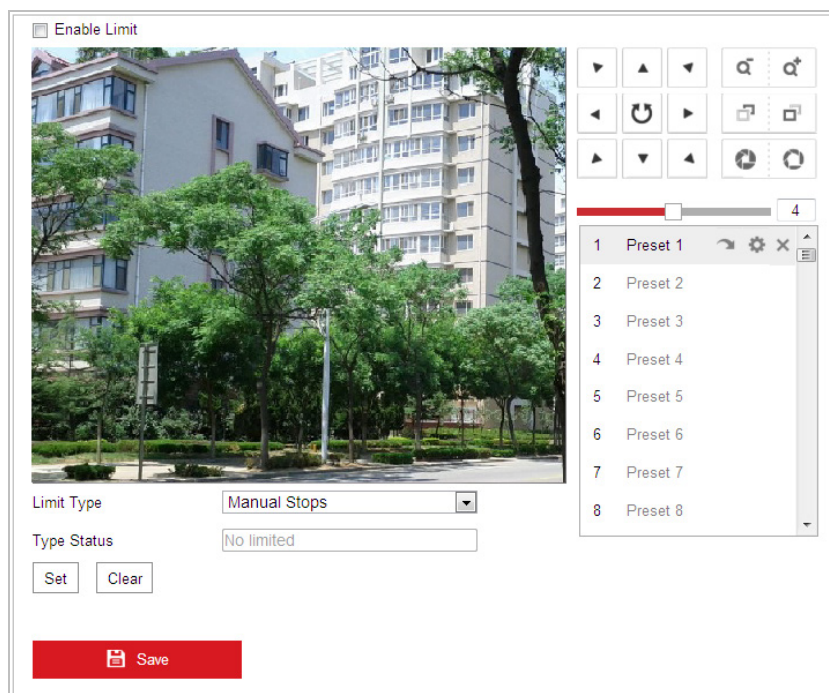 Enable Limit
4
1 Preset 1
2 Preset 2
3 Preset 3
4 Preset 4
5 Preset 5
6 Preset 6
7 Preset 7
8 Preset 8
Limit Type Manual Stops
Type Status No limited
Set Clear
Save